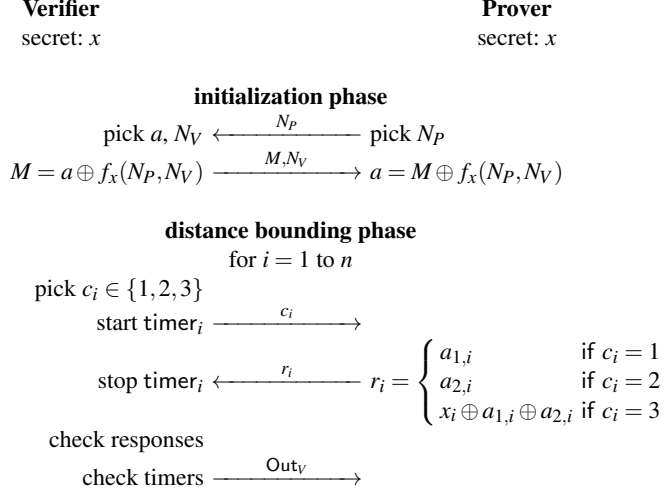 Verifier Prover
secret: x secret: x
initialization phase
pick a, N_V ← N_P pick N_P
M = a ⊕ f_x(N_P, N_V) → M, N_V a = M ⊕ f_x(N_P, N_V)
distance bounding phase
for i = 1 to n
pick c_i ∈ {1, 2, 3}
start timer_i → c_i
stop timer_i ← r_i r_i = { a_{1,i} if c_i = 1
a_{2,i} if c_i = 2
x_i ⊕ a_{1,i} ⊕ a_{2,i} if c_i = 3
check responses
check timers → Out_V